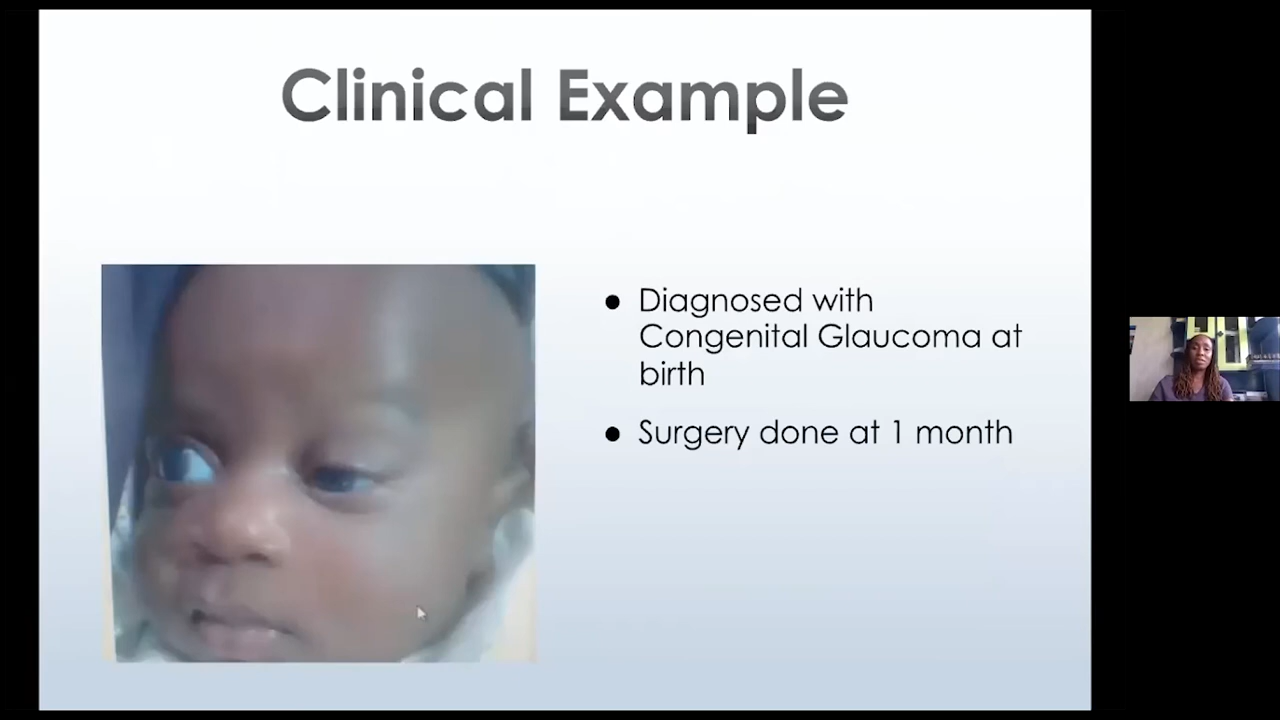 Clinical Example
● Diagnosed with
Congenital Glaucoma at
birth
● Surgery done at 1 month